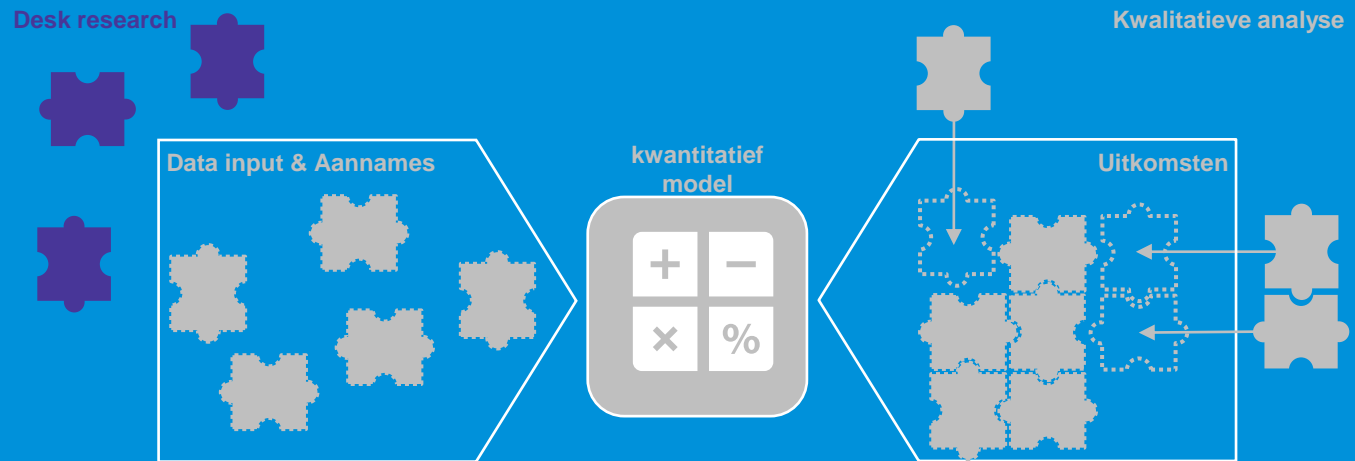 Desk research
Kwalitatieve analyse
Data input & Aannames
kwantitatief
model
Uitkomsten
+ −
× %